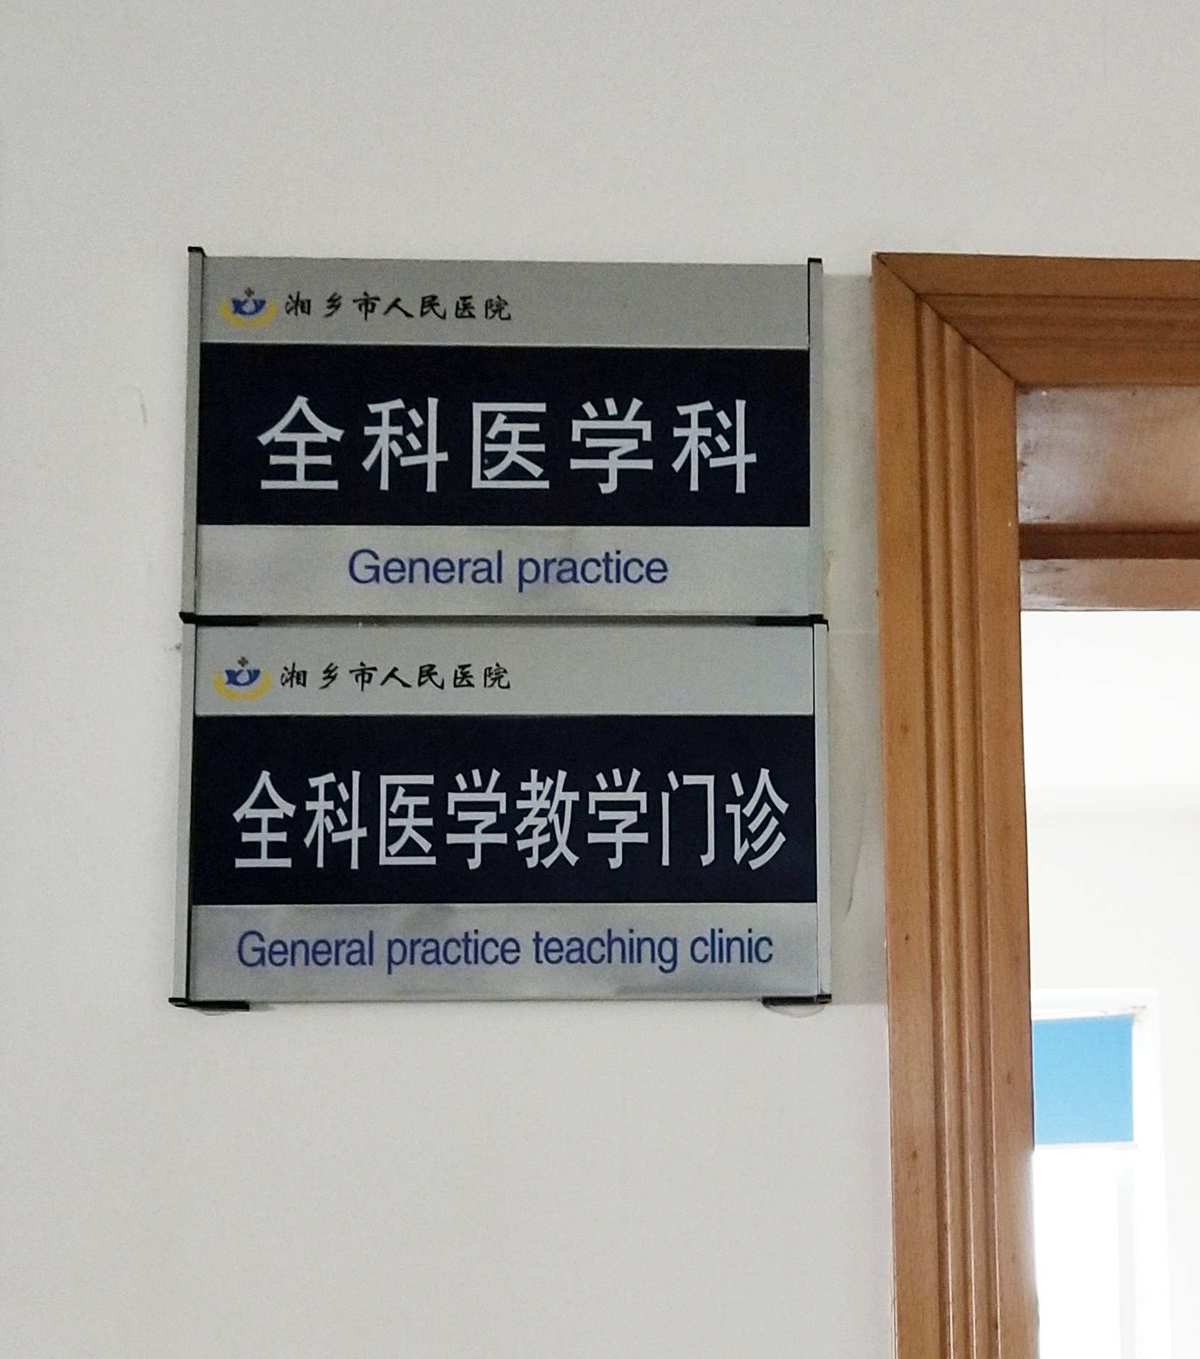 湘乡市人民医院
全科医学科
General practice
湘乡市人民医院
全科医学教学门诊
General practice teaching clinic